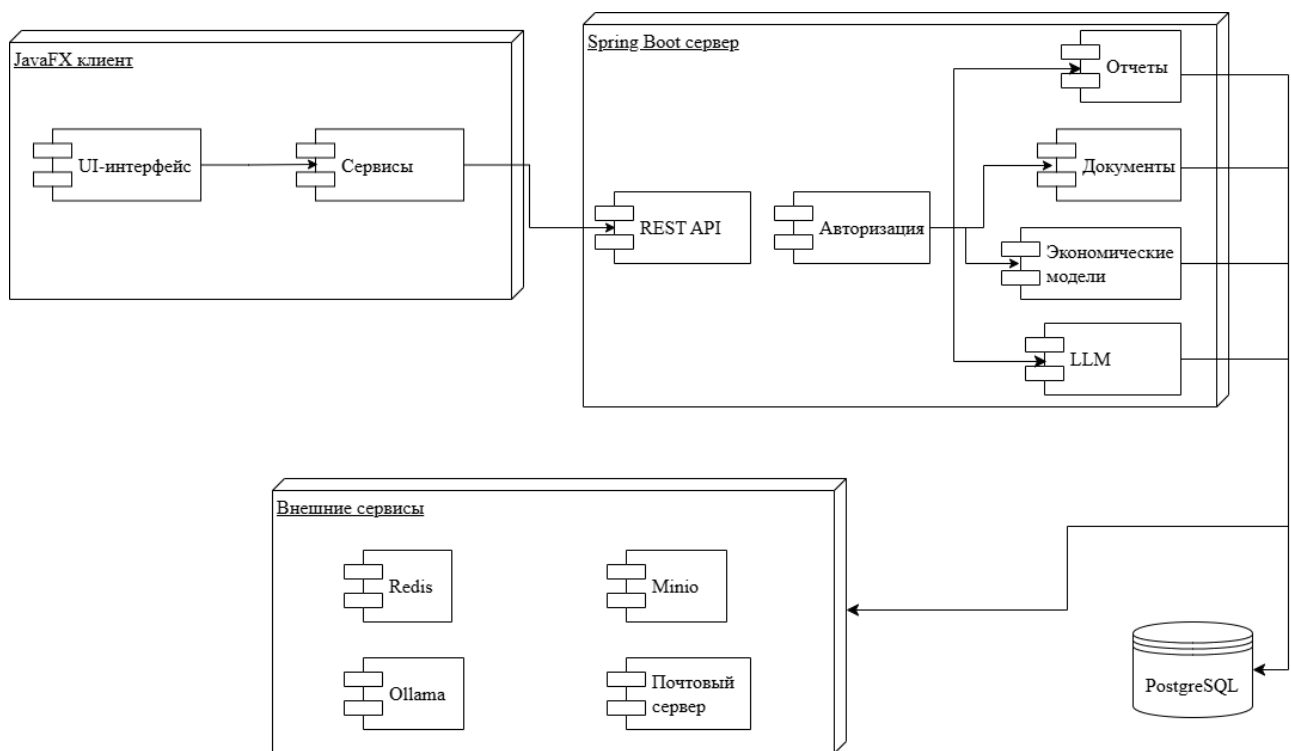 JavaFX клиент
UI-интерфейс
Сервисы
Spring Boot сервер
Отчеты
Документы
REST API
Авторизация
Экономические
модели
LLM
Внешние сервисы
Redis
Minio
Ollama
Почтовый
сервер
PostgreSQL